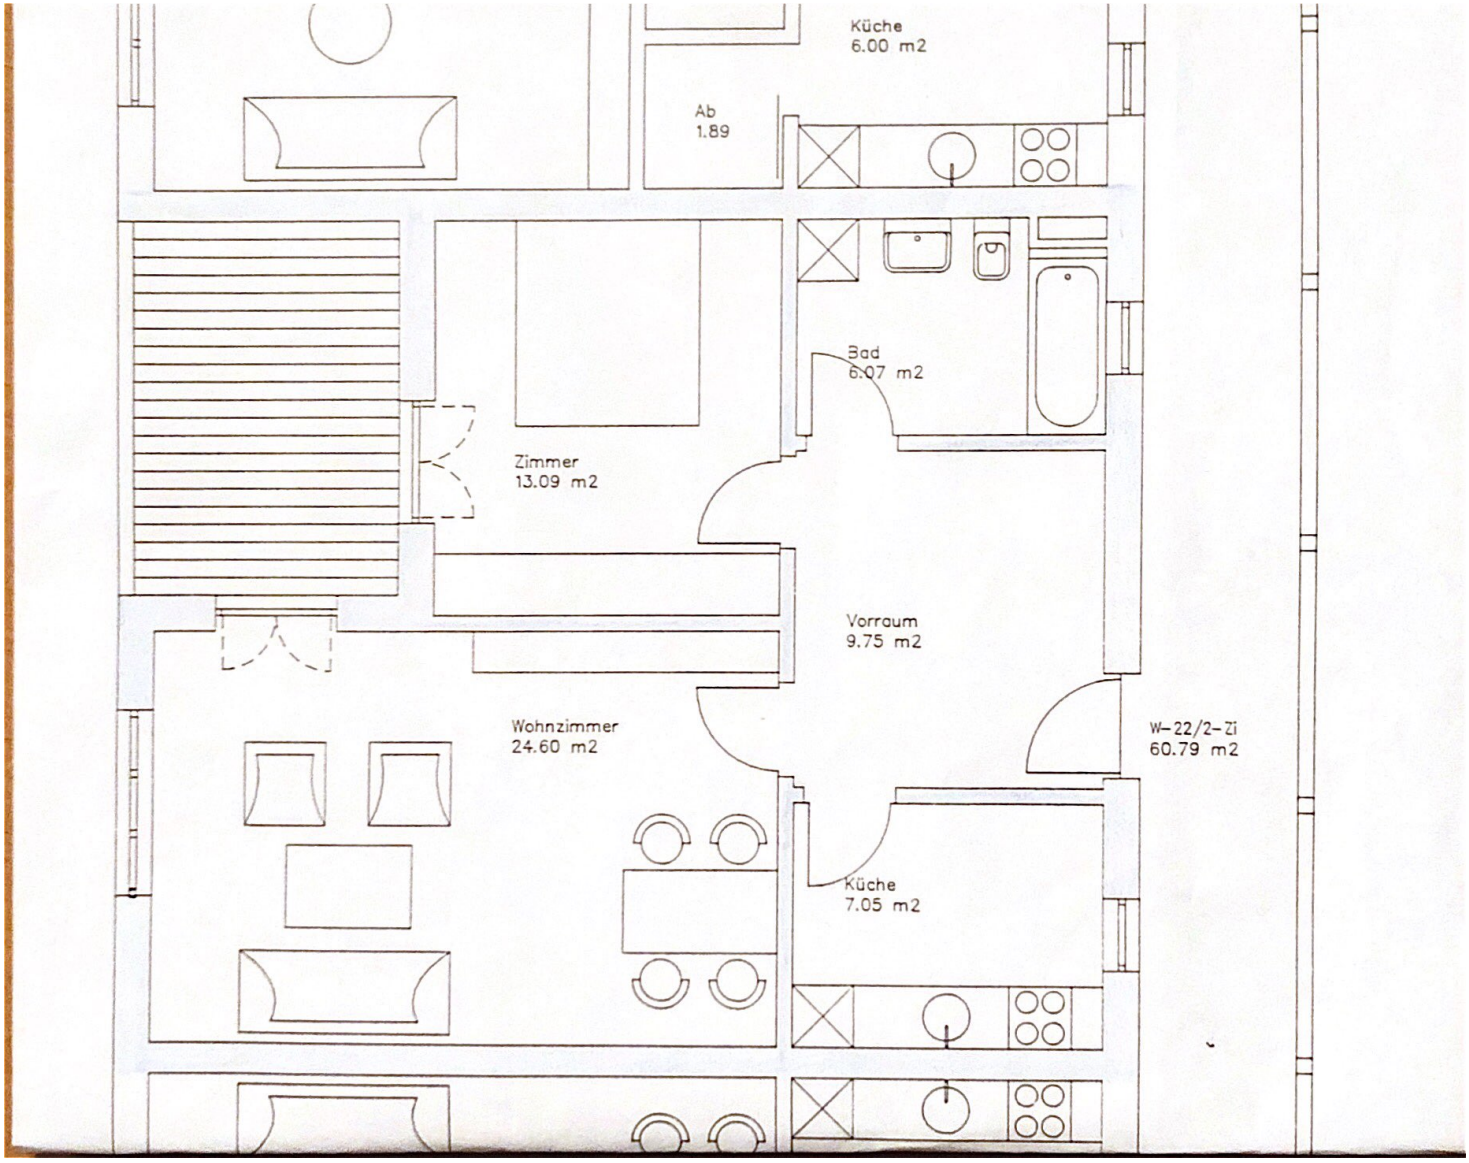 Küche
6.00 m2
Ab
1.89
Bad
6.07 m2
Zimmer
13.09 m2
Vorraum
9.75 m2
Wohnzimmer
24.60 m2
W-22/2-Zi
60.79 m2
Küche
7.05 m2